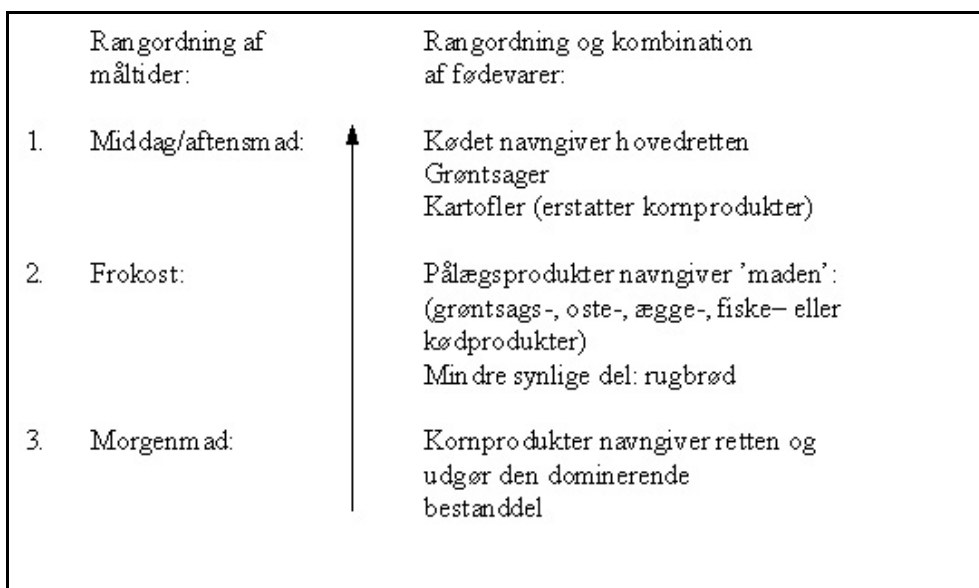 Rangordning af
måltider:
Rangordning og kombination
af fødevarer:
1. Middag/aftensmad:
Kødet navngiver hovedretten
Grøntsager
Kartofler (erstatter kornprodukter)
2. Frokost:
Pålægsprodukter navngiver ’maden’:
(grøntsags-, oste-, ægge-, fiske– eller
kødprodukter)
Mindre synlige del: rugbrød
3. Morgenmad:
Kornprodukter navngiver retten og
udgør den dominerende
bestanddel